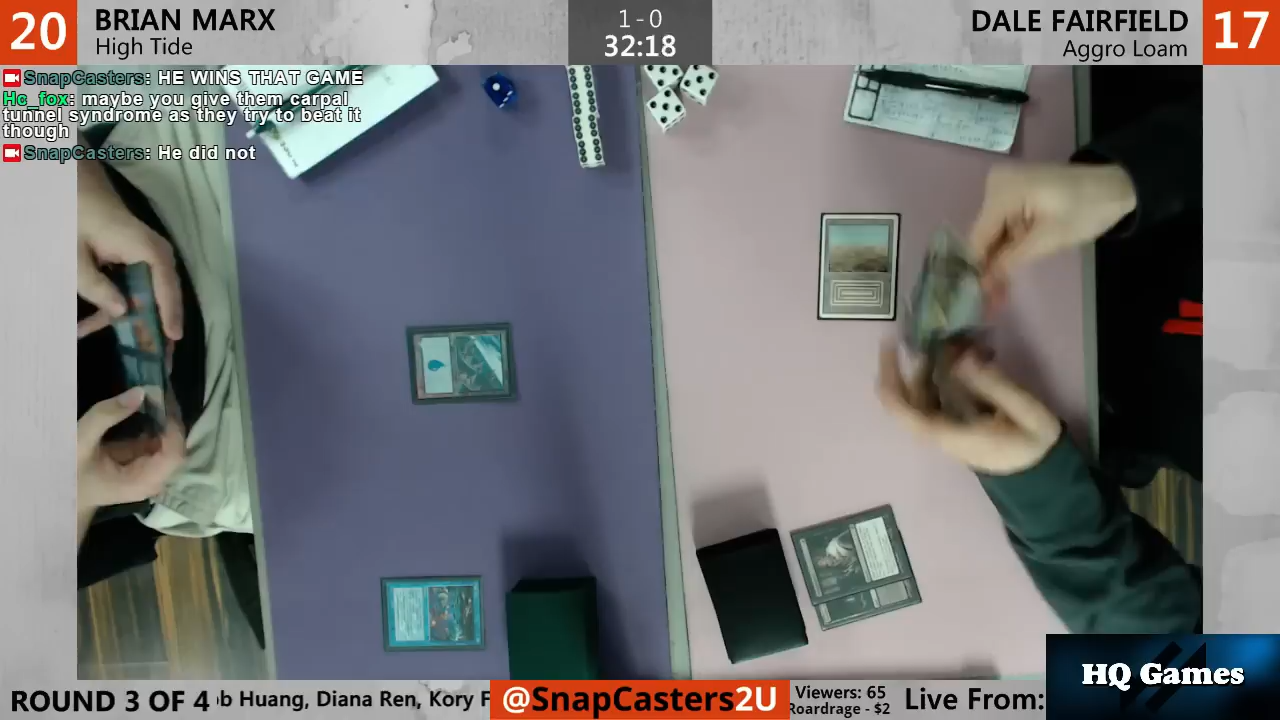 20 BRIAN MARX
High Tide
1 - 0
32:18
DALE FAIRFIELD 17
Aggro Loam
SnapCasters: HE WINS THAT GAME
Hc_fox: maybe you give them carpal
tunnel syndrome as they try to beat it
though
SnapCasters: He did not
ROUND 3 OF 4
b Huang, Diana Ren, Kory F
@SnapCasters2U
Viewers: 65
Roardrage - $2
Live From:
HQ Games